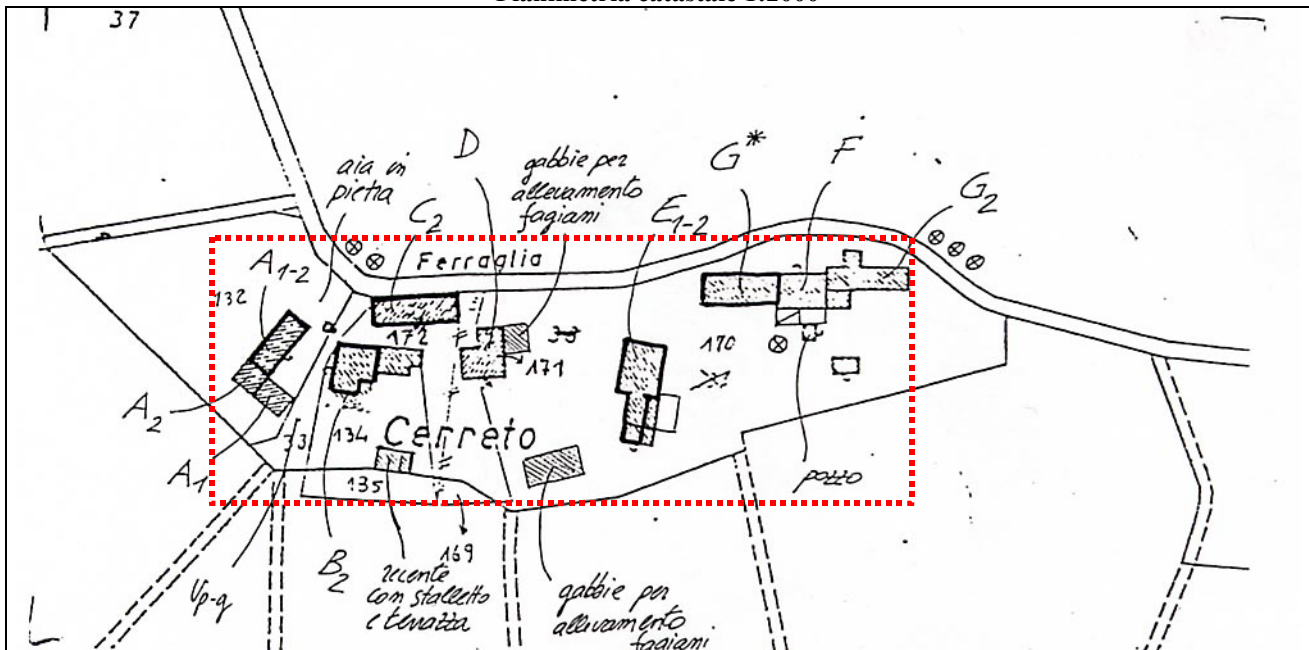 Planimetria catastale 1:2000
37
aia in
pietra
D
gabbie per
allevamento
fagiani
G*
F
G2
C2
E1-2
Ferraglia
A1-2
132
172
33
171
170
A2
134
Cerreto
33
A1
135
pozzo
169
B2
recente
con stalletto
e terrazza
Vp-q
gabbie per
allevamento
fagiani